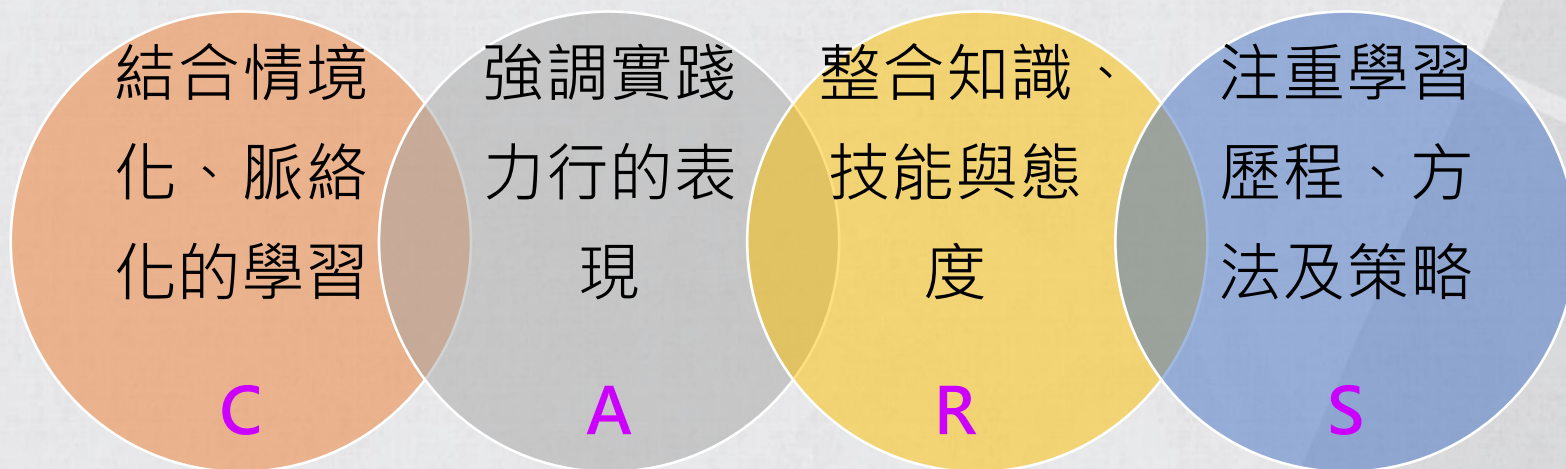 結合情境
化、脈絡
化的學習
C
強調實踐
力行的表
現
A
整合知識、
技能與態
度
R
注重學習
歷程、方
法及策略
S